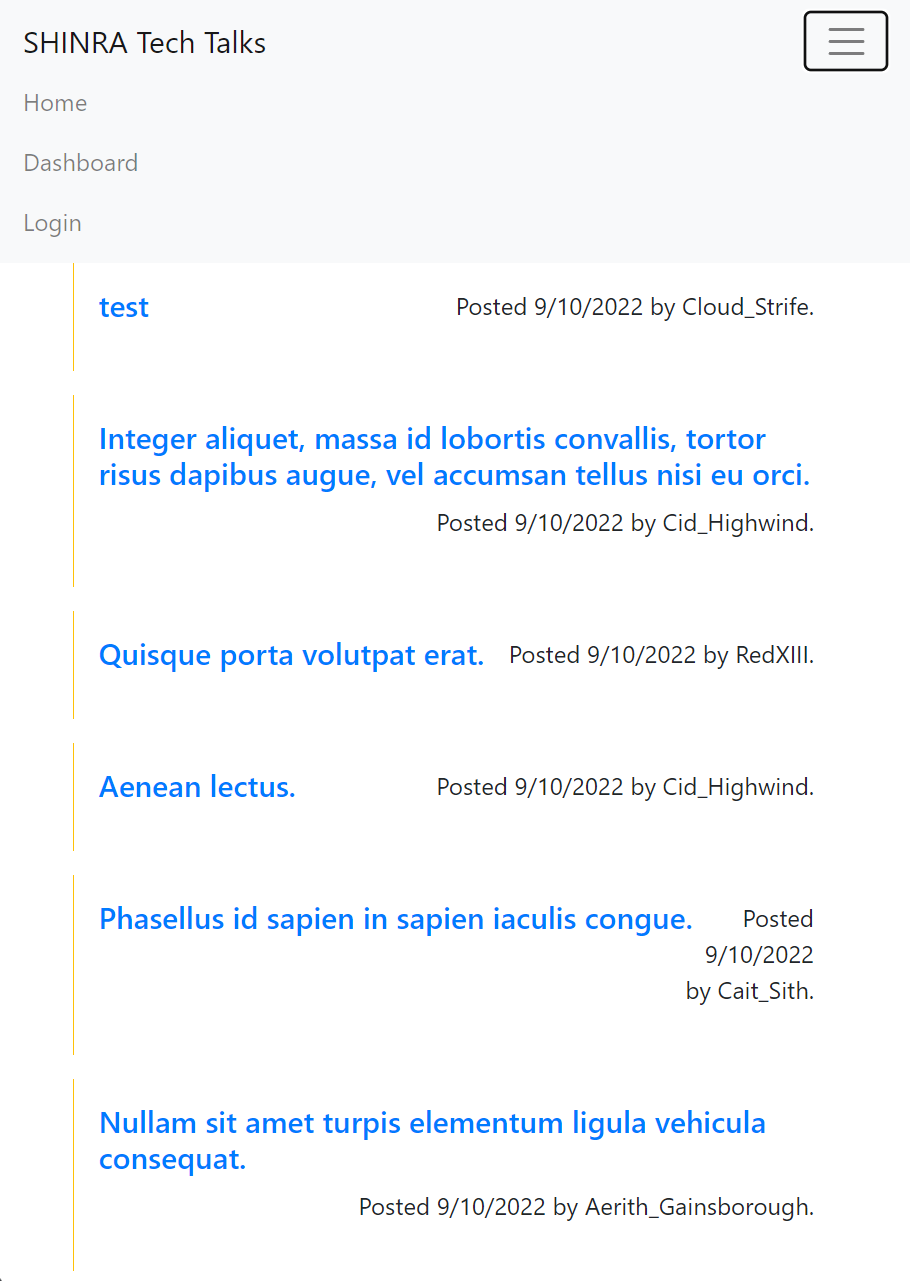 SHINRA Tech Talks
Home
Dashboard
Login
test
Posted 9/10/2022 by Cloud_Strife.
Integer aliquet, massa id lobortis convallis, tortor
risus dapibus augue, vel accumsan tellus nisi eu orci.
Posted 9/10/2022 by Cid_Highwind.
Quisque porta volutpat erat.
Posted 9/10/2022 by RedXIII.
Aenean lectus.
Posted 9/10/2022 by Cid_Highwind.
Phasellus id sapien in sapien iaculis congue.
Posted
9/10/2022
by Cait_Sith.
Nullam sit amet turpis elementum ligula vehicula
consequat.
Posted 9/10/2022 by Aerith_Gainsborough.